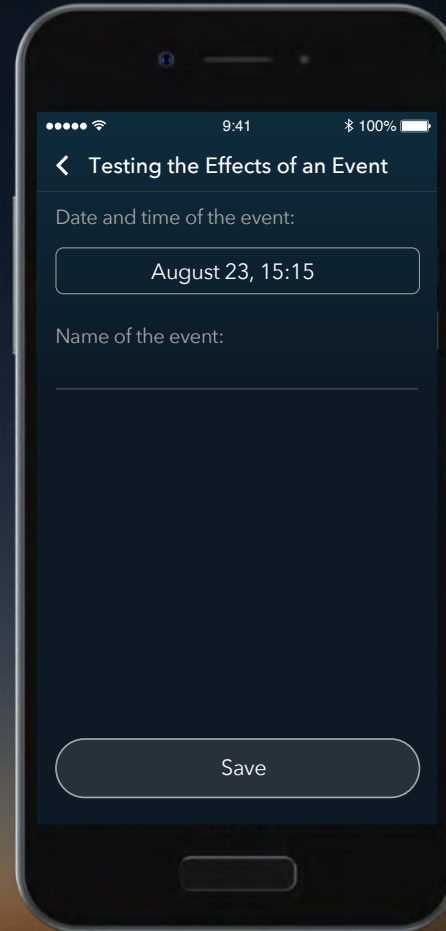 9:41
100%
Testing the Effects of an Event
Date and time of the event:
August 23, 15:15
Name of the event:
Save